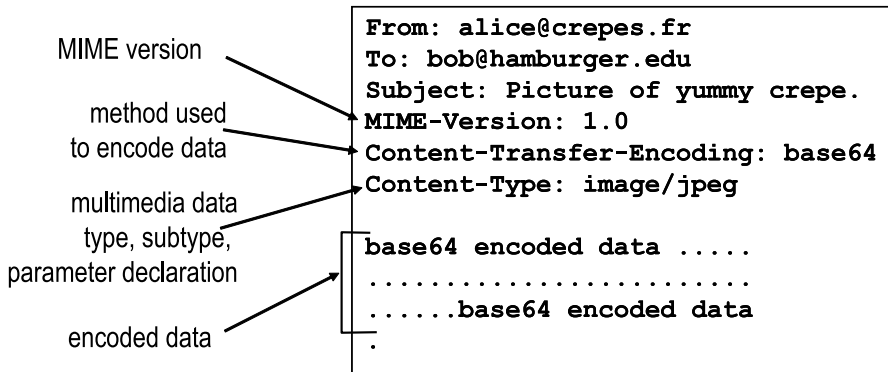 MIME version
method used
to encode data
multimedia data
type, subtype,
parameter declaration
encoded data
From: alice@crepes.fr
To: bob@hamburger.edu
Subject: Picture of yummy crepe.
MIME-Version: 1.0
Content-Transfer-Encoding: base64
Content-Type: image/jpeg
base64 encoded data .....
.........................
......base64 encoded data
.